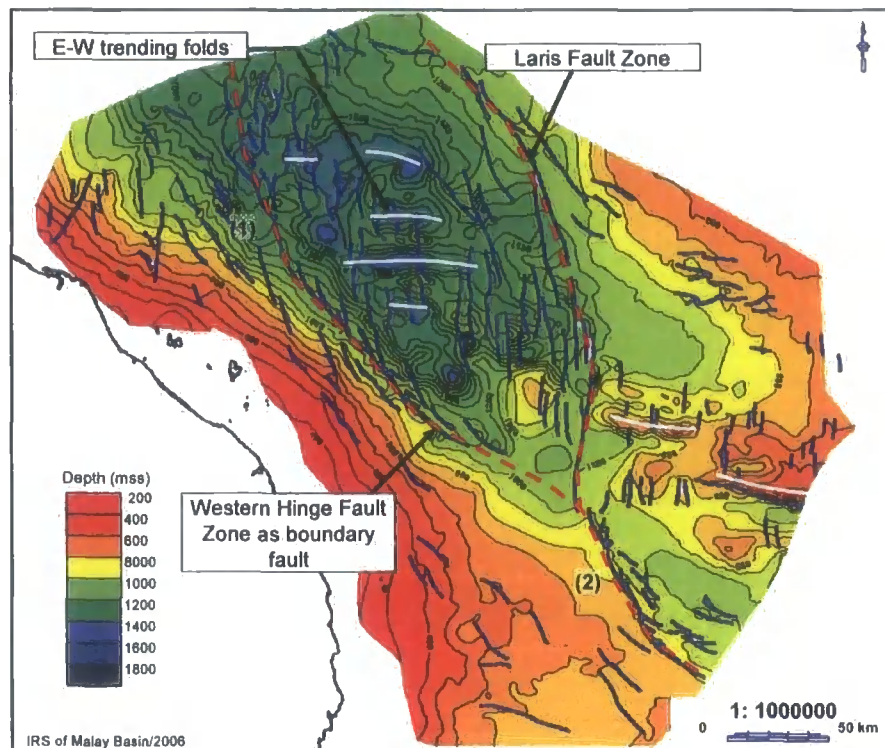 E-W trending folds
Laris Fault Zone
(1)
Western Hinge Fault
Zone as boundary
fault
(2)
Depth (mss)
200
400
600
8000
1000
1200
1400
1600
1800
1: 1000000
0 50 km
IRS of Malay Basin/2006